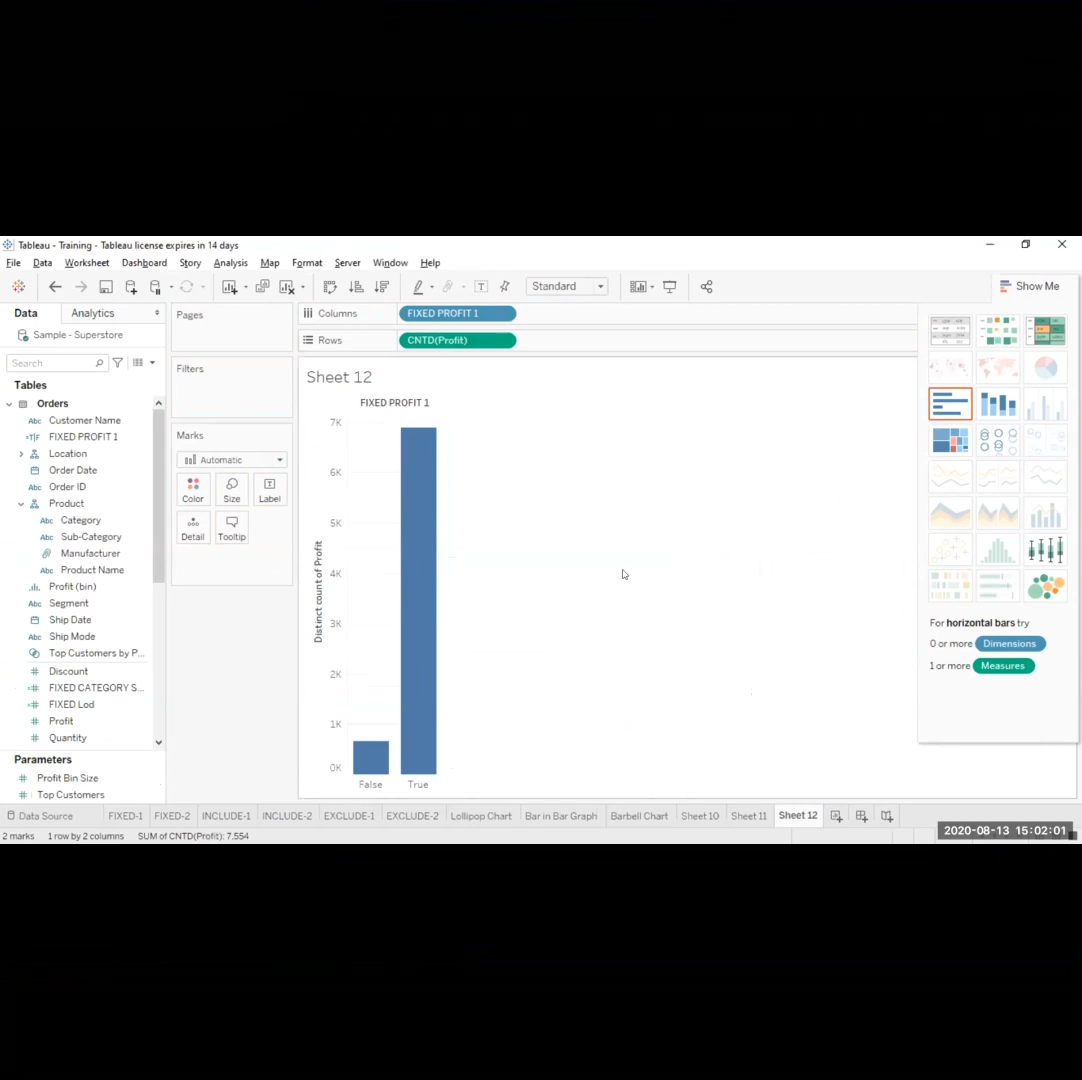 Tableau - Training - Tableau license expires in 14 days
File Data Worksheet Dashboard Story Analysis Map Format Window Server Help
Standard
Show Me
Data Analytics
Sample - Superstore
Search
Tables
Orders
Abc Customer Name
=T|F FIXED PROFIT 1
Location
Order Date
Abc Order ID
Product
Abc Category
Abc Sub-Category
Manufacturer
Abc Product Name
Profit (bin)
Abc Segment
Ship Date
Abc Ship Mode
Top Customers by P...
Discount
FIXED CATEGORY S...
FIXED Lod
Profit
Quantity
Parameters
Profit Bin Size
Top Customers
Pages
Filters
Marks
Automatic
Color Size Label
Detail Tooltip
Columns FIXED PROFIT 1
Rows CNTD(Profit)
Sheet 12
FIXED PROFIT 1
7K
6K
5K
4K
3K
2K
1K
0K
Distinct count of Profit
False True
For horizontal bars try
0 or more Dimensions
1 or more Measures
Data Source FIXED-1 FIXED-2 INCLUDE-1 INCLUDE-2 EXCLUDE-1 EXCLUDE-2 Lollipop Chart Bar in Bar Graph Barbell Chart Sheet 10 Sheet 11 Sheet 12
2 marks 1 row by 2 columns SUM of CNTD(Profit): 7,554
2020-08-13 15:02:01